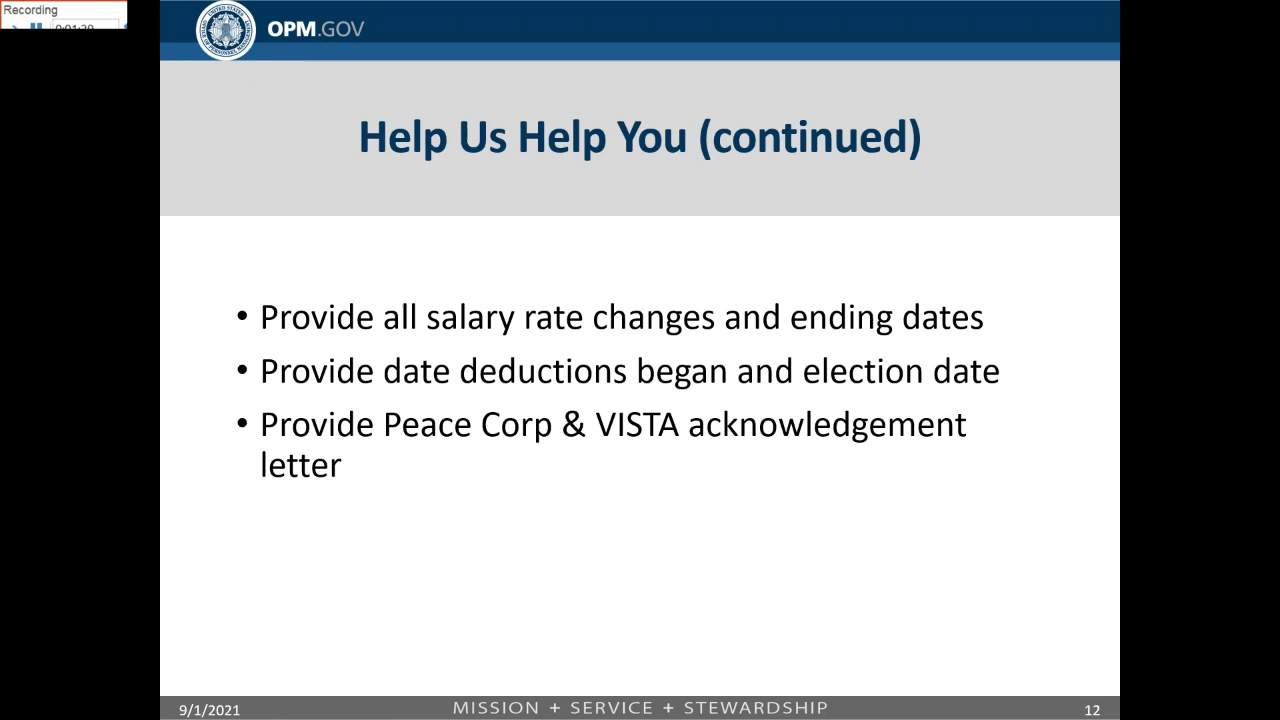 Recording
OPM.GOV
Help Us Help You (continued)
• Provide all salary rate changes and ending dates
• Provide date deductions began and election date
• Provide Peace Corp & VISTA acknowledgement
letter
9/1/2021
MISSION + SERVICE + STEWARDSHIP
12